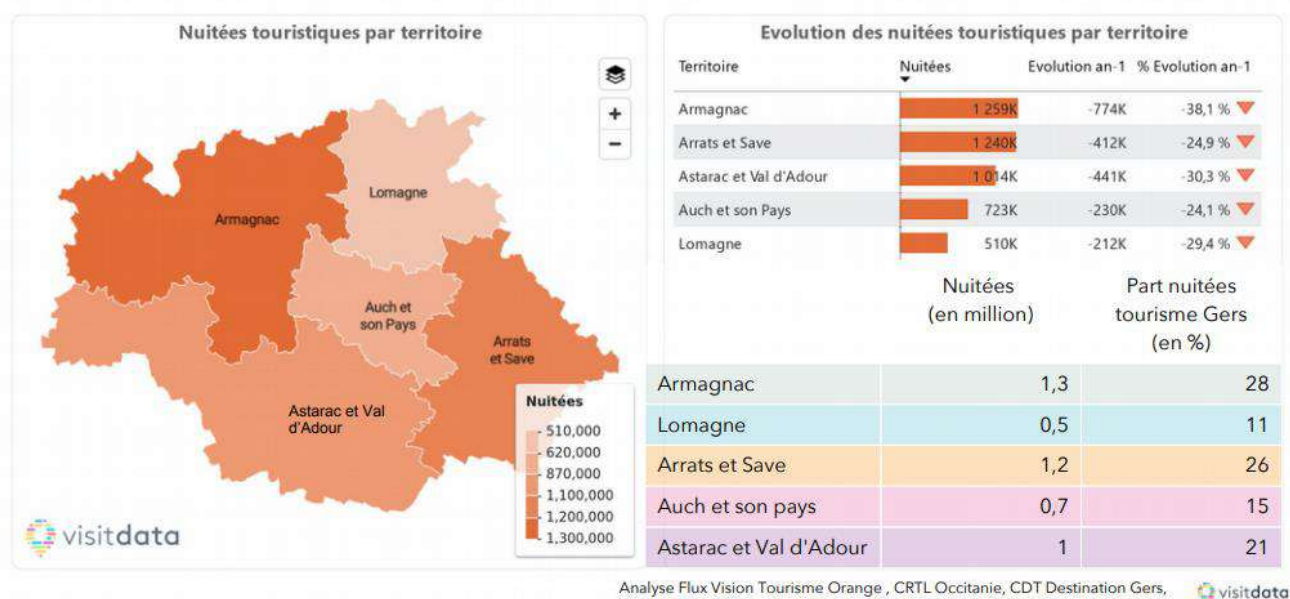 Nuitées touristiques par territoire
+
−
Lomagne
Armagnac
Auch et
son Pays
Arrats
et Save
Astarac et Val
d'Adour
Nuitées
510,000
620,000
870,000
1,100,000
1,200,000
1,300,000
visitdata
Evolution des nuitées touristiques par territoire
Territoire Nuitées Evolution an-1 % Evolution an-1
Armagnac 1 259K -774K -38,1 %
Arrats et Save 1 240K -412K -24,9 %
Astarac et Val d'Adour 1 014K -441K -30,3 %
Auch et son Pays 723K -230K -24,1 %
Lomagne 510K -212K -29,4 %
Nuitées Part nuitées
(en million) tourisme Gers
(en %)
Armagnac 1,3 28
Lomagne 0,5 11
Arrats et Save 1,2 26
Auch et son pays 0,7 15
Astarac et Val d'Adour 1 21
Analyse Flux Vision Tourisme Orange , CRTL Occitanie, CDT Destination Gers, visitdata